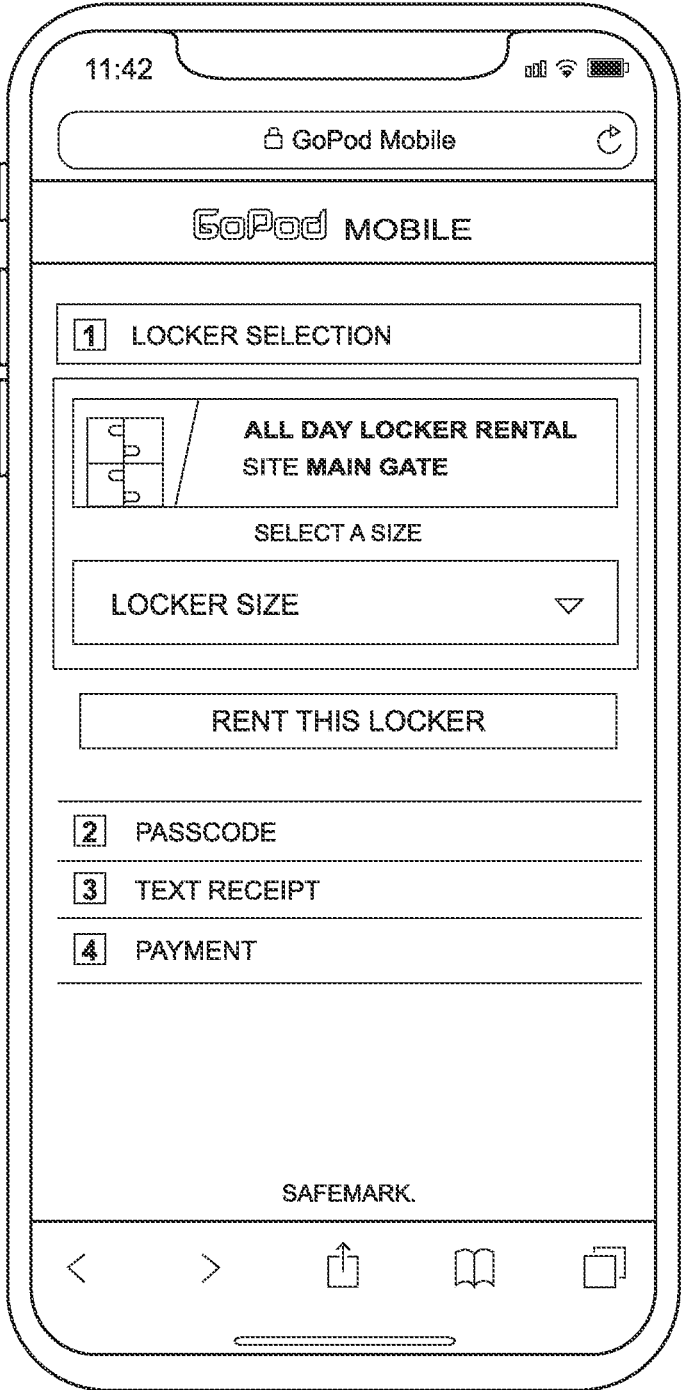 11:42
GoPod Mobile
GoPod MOBILE
1 LOCKER SELECTION
ALL DAY LOCKER RENTAL
SITE MAIN GATE
SELECT A SIZE
LOCKER SIZE
RENT THIS LOCKER
2 PASSCODE
3 TEXT RECEIPT
4 PAYMENT
SAFEMARK.